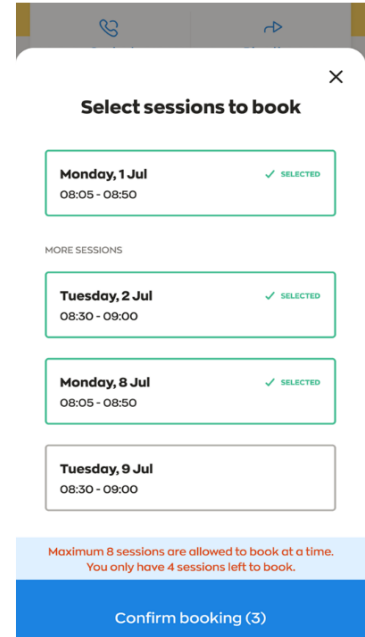 Select sessions to book
Monday, 1 Jul
SELECTED
08:05 - 08:50
MORE SESSIONS
Tuesday, 2 Jul
SELECTED
08:30 - 09:00
Monday, 8 Jul
SELECTED
08:05 - 08:50
Tuesday, 9 Jul
08:30 - 09:00
Maximum 8 sessions are allowed to book at a time.
You only have 4 sessions left to book.
Confirm booking (3)